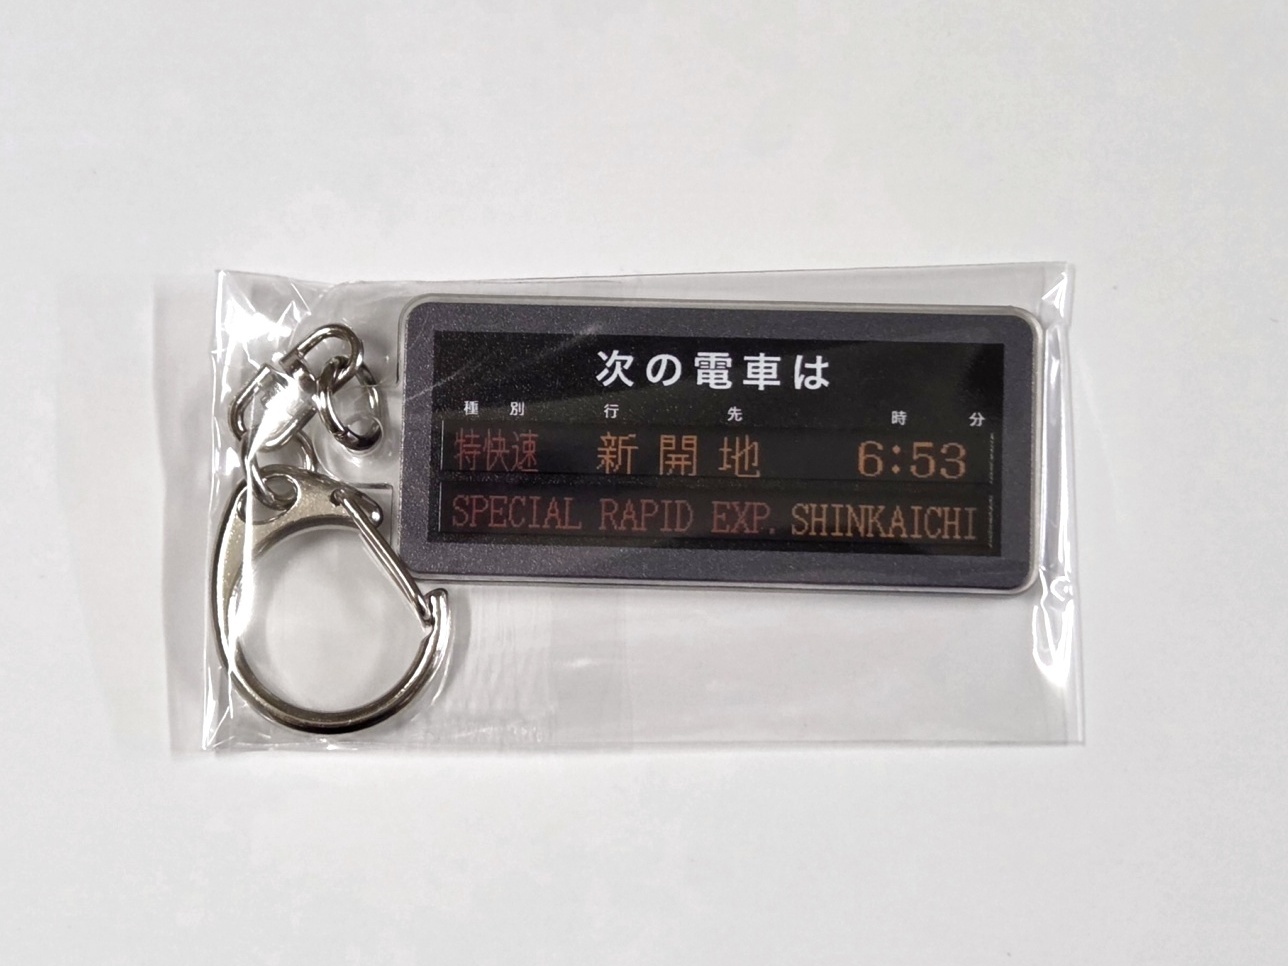 次の電車は
種別 行先 時分
特快速 新開地 6:53
SPECIAL RAPID EXP. SHINKAICHI